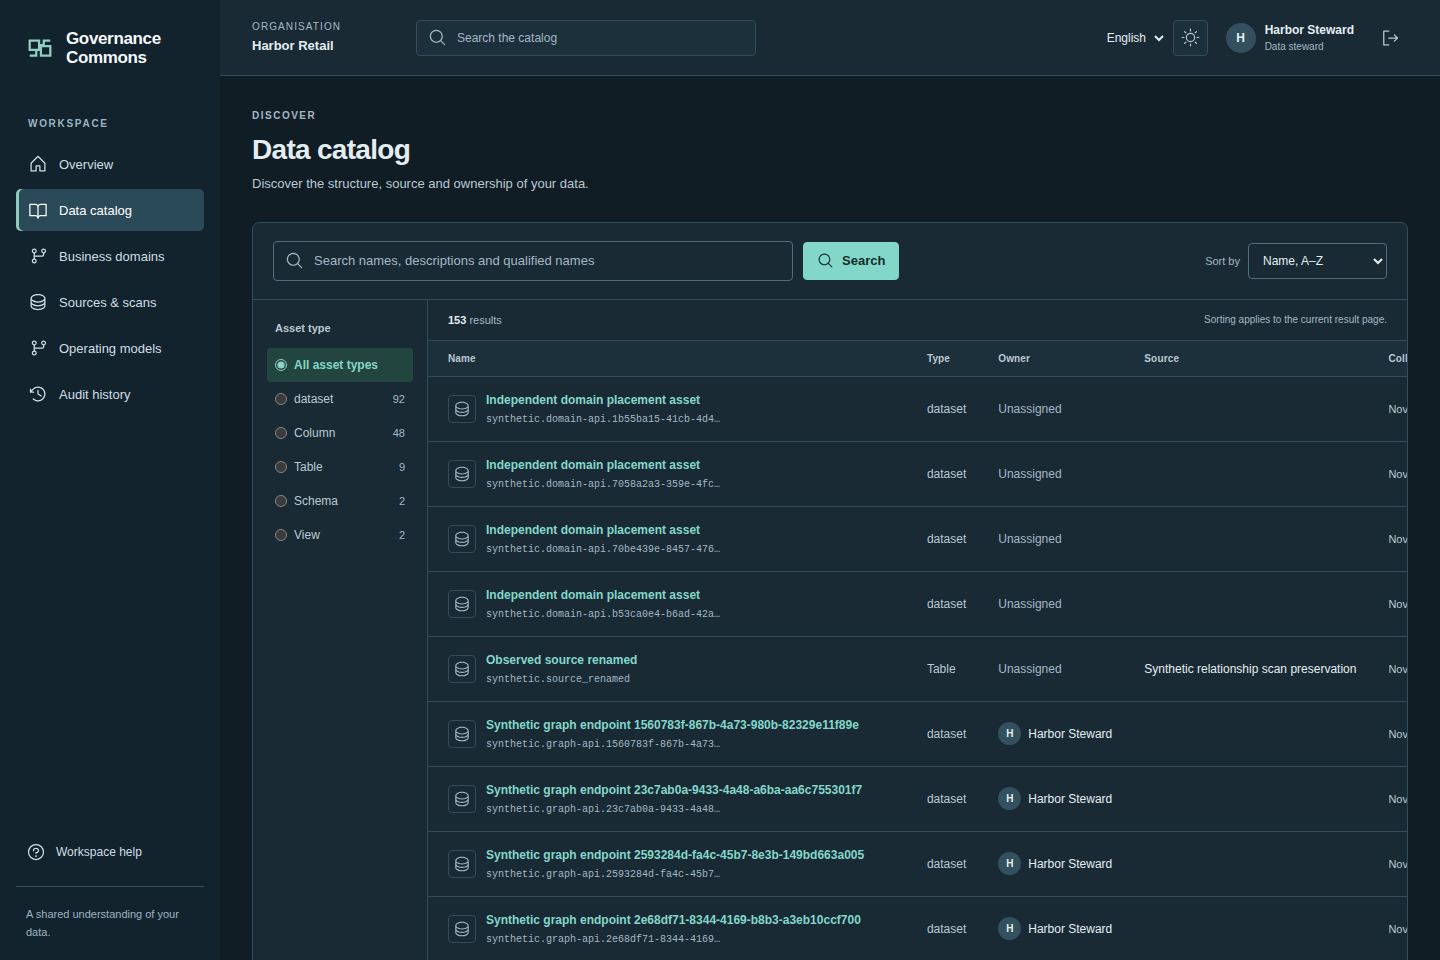 Governance
Commons
WORKSPACE
Overview
Data catalog
Business domains
Sources & scans
Operating models
Audit history
Workspace help
A shared understanding of your
data.
ORGANISATION
Harbor Retail
Search the catalog
English
H
Harbor Steward
Data steward
DISCOVER
Data catalog
Discover the structure, source and ownership of your data.
Search names, descriptions and qualified names
Search
Sort by
Name, A–Z
Asset type
All asset types
dataset 92
Column 48
Table 9
Schema 2
View 2
153 results
Sorting applies to the current result page.
Name Type Owner Source Coll
Independent domain placement asset
synthetic.domain-api.1b55ba15-41cb-4d4…
dataset Unassigned Nov
Independent domain placement asset
synthetic.domain-api.7058a2a3-359e-4fc…
dataset Unassigned Nov
Independent domain placement asset
synthetic.domain-api.70be439e-8457-476…
dataset Unassigned Nov
Independent domain placement asset
synthetic.domain-api.b53ca0e4-b6ad-42a…
dataset Unassigned Nov
Observed source renamed
synthetic.source_renamed
Table Unassigned Synthetic relationship scan preservation Nov
Synthetic graph endpoint 1560783f-867b-4a73-980b-82329e11f89e
synthetic.graph-api.1560783f-867b-4a73…
dataset H Harbor Steward Nov
Synthetic graph endpoint 23c7ab0a-9433-4a48-a6ba-aa6c755301f7
synthetic.graph-api.23c7ab0a-9433-4a48…
dataset H Harbor Steward Nov
Synthetic graph endpoint 2593284d-fa4c-45b7-8e3b-149bd663a005
synthetic.graph-api.2593284d-fa4c-45b7…
dataset H Harbor Steward Nov
Synthetic graph endpoint 2e68df71-8344-4169-b8b3-a3eb10ccf700
synthetic.graph-api.2e68df71-8344-4169…
dataset H Harbor Steward Nov